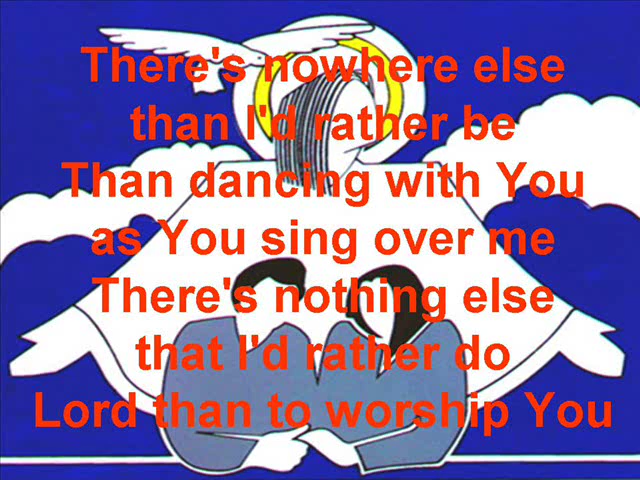 There's nowhere else
than I'd rather be
Than dancing with You
as You sing over me
There's nothing else
that I'd rather do
Lord than to worship You